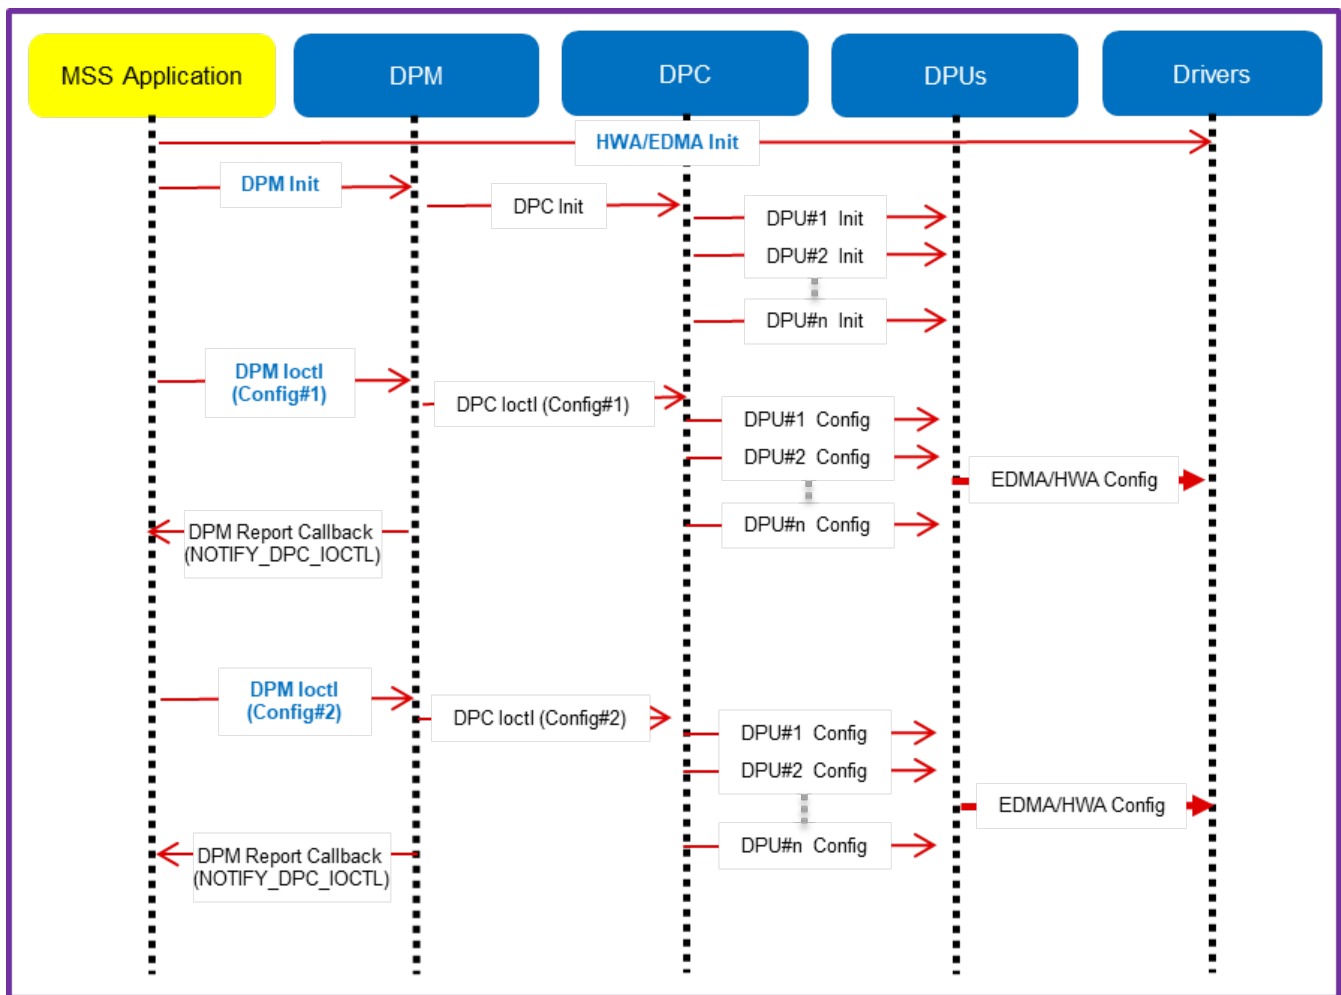 MSS Application
DPM
DPC
DPUs
Drivers
HWA/EDMA Init
DPM Init
DPC Init
DPU#1 Init
DPU#2 Init
DPU#n Init
DPM Ioctl
(Config#1)
DPC Ioctl (Config#1)
DPU#1 Config
DPU#2 Config
EDMA/HWA Config
DPU#n Config
DPM Report Callback
(NOTIFY_DPC_IOCTL)
DPM Ioctl
(Config#2)
DPC Ioctl (Config#2)
DPU#1 Config
DPU#2 Config
EDMA/HWA Config
DPU#n Config
DPM Report Callback
(NOTIFY_DPC_IOCTL)